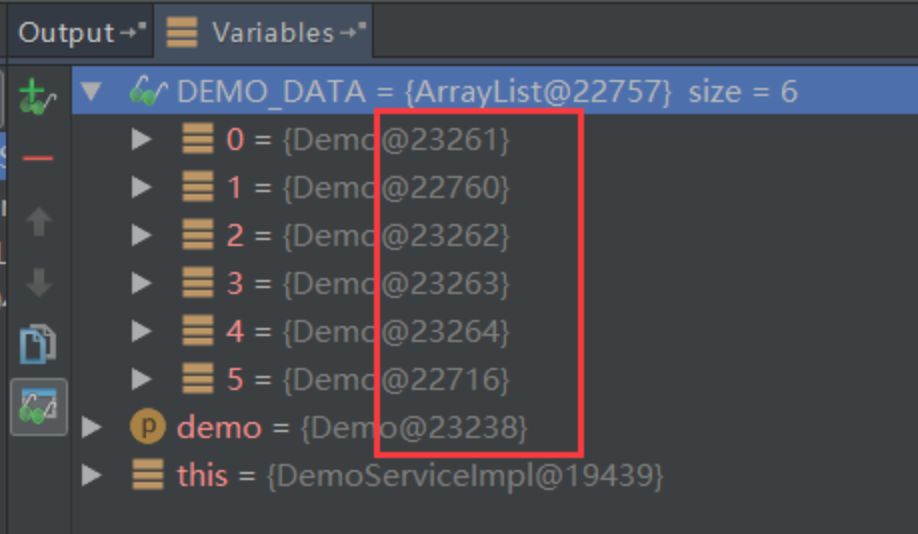 Output
Variables
DEMO_DATA = {ArrayList@22757} size = 6
0 = {Demo@23261}
1 = {Demo@22760}
2 = {Demo@23262}
3 = {Demo@23263}
4 = {Demo@23264}
5 = {Demo@22716}
p demo = {Demo@23238}
this = {DemoServiceImpl@19439}